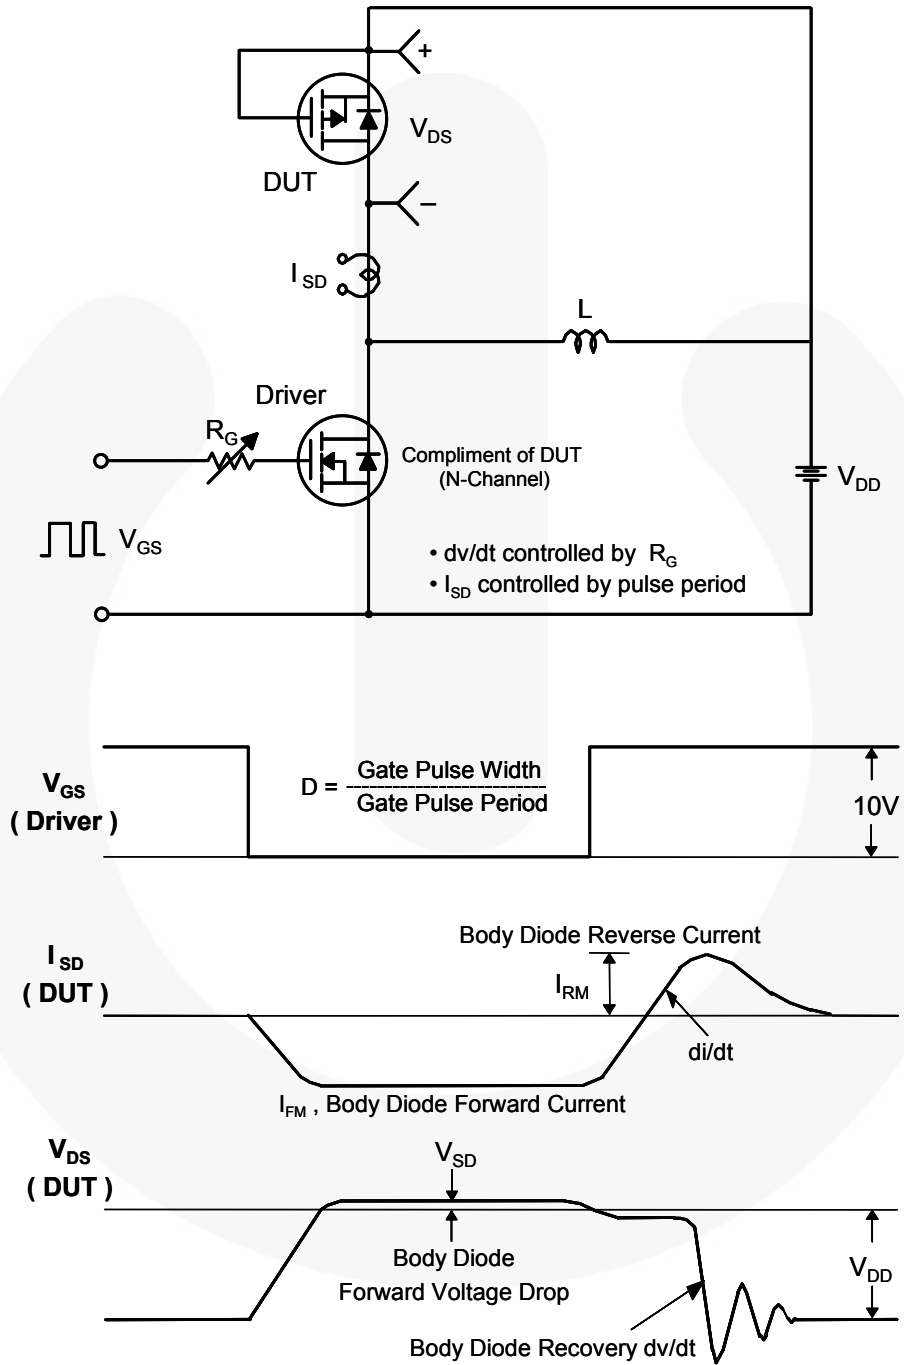 +
V_DS
DUT
–
I_SD
L
Driver
R_G
Compliment of DUT
(N-Channel)
V_DD
V_GS
• dv/dt controlled by R_G
• I_SD controlled by pulse period
V_GS
( Driver )
D = Gate Pulse Width
Gate Pulse Period
10V
I_SD
( DUT )
Body Diode Reverse Current
I_RM
di/dt
I_FM , Body Diode Forward Current
V_DS
( DUT )
V_SD
Body Diode
Forward Voltage Drop
V_DD
Body Diode Recovery dv/dt